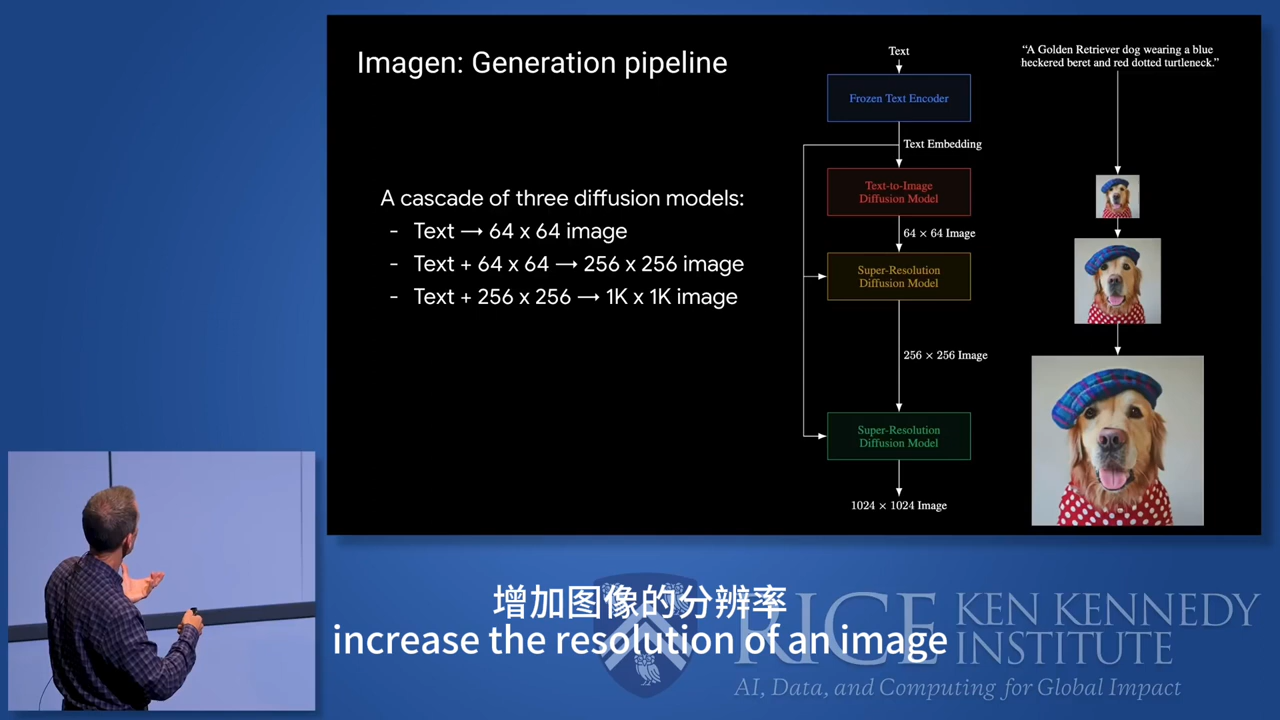 Imagen: Generation pipeline
A cascade of three diffusion models:
- Text → 64 x 64 image
- Text + 64 x 64 → 256 x 256 image
- Text + 256 x 256 → 1K x 1K image
Text
Frozen Text Encoder
Text Embedding
Text-to-Image
Diffusion Model
64 × 64 Image
Super-Resolution
Diffusion Model
256 × 256 Image
Super-Resolution
Diffusion Model
1024 × 1024 Image
“A Golden Retriever dog wearing a blue
heckered beret and red dotted turtleneck.”
增加图像的分辨率
increase the resolution of an image
RICE
KEN KENNEDY
INSTITUTE
AI, Data, and Computing for Global Impact